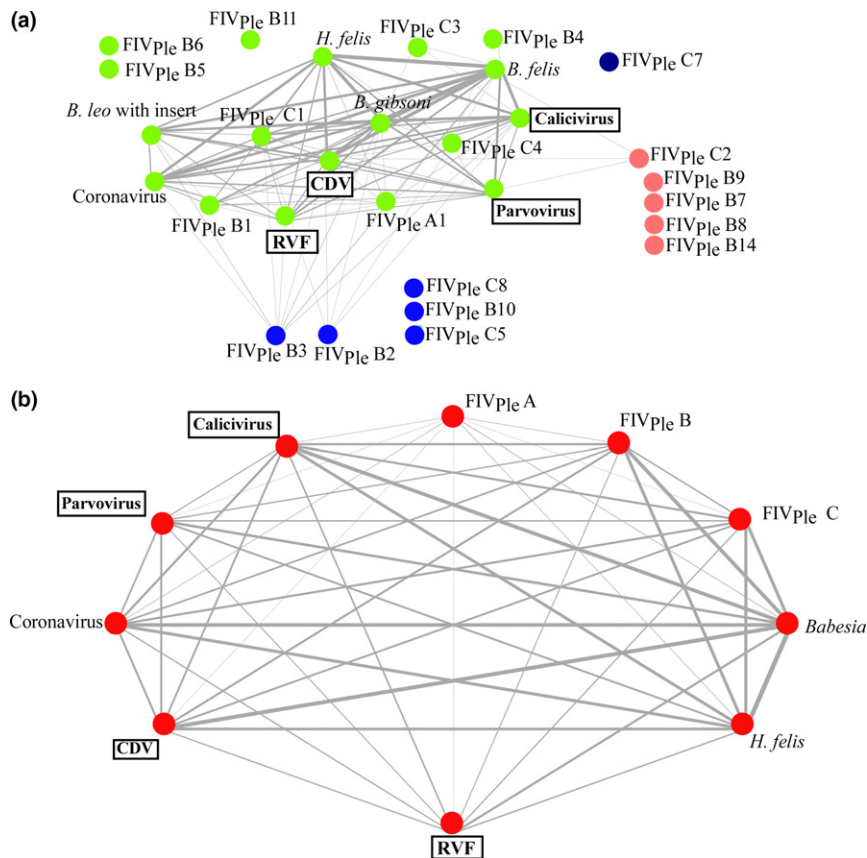 (a)
FIVPle B11
H. felis
FIVPle C3
FIVPle B4
FIVPle B6
FIVPle B5
FIVPle C7
B. felis
B. leo with insert
FIVPle C1
B. gibsoni
Calicivirus
FIVPle C4
FIVPle C2
FIVPle B9
FIVPle B7
FIVPle B8
FIVPle B14
Coronavirus
CDV
Parvovirus
FIVPle B1
RVF
FIVPle A1
FIVPle C8
FIVPle B10
FIVPle C5
FIVPle B3
FIVPle B2
(b)
FIVPle A
Calicivirus
FIVPle B
Parvovirus
FIVPle C
Coronavirus
Babesia
CDV
H. felis
RVF